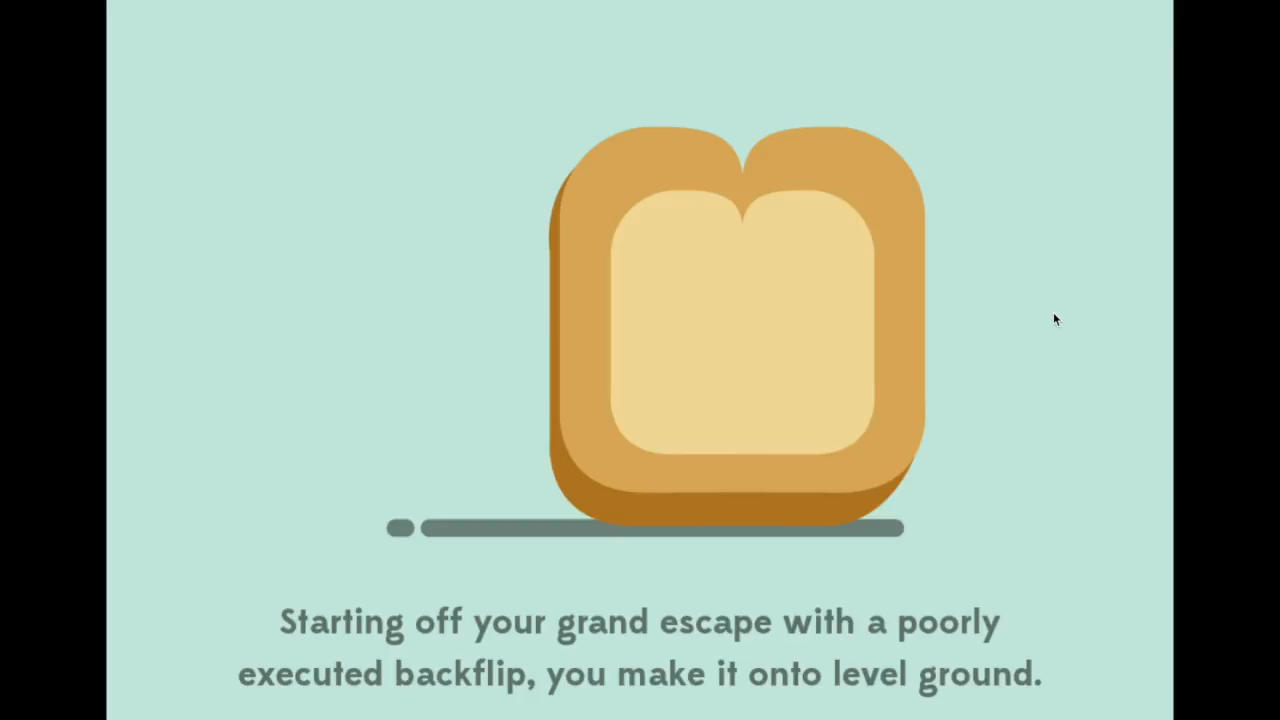 Starting off your grand escape with a poorly
executed backflip, you make it onto level ground.